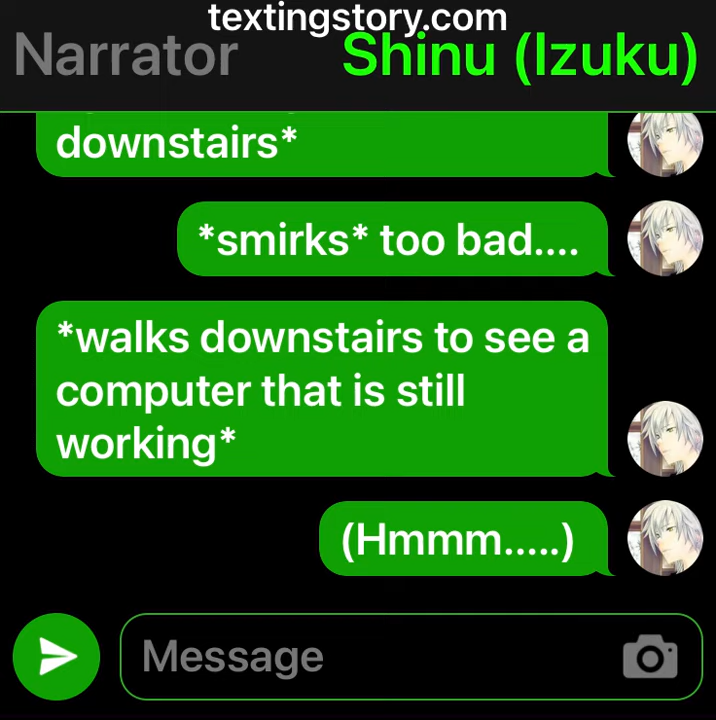 textingstory.com
Narrator Shinu (Izuku)
downstairs*
*smirks* too bad....
*walks downstairs to see a
computer that is still
working*
(Hmmm.....)
Message